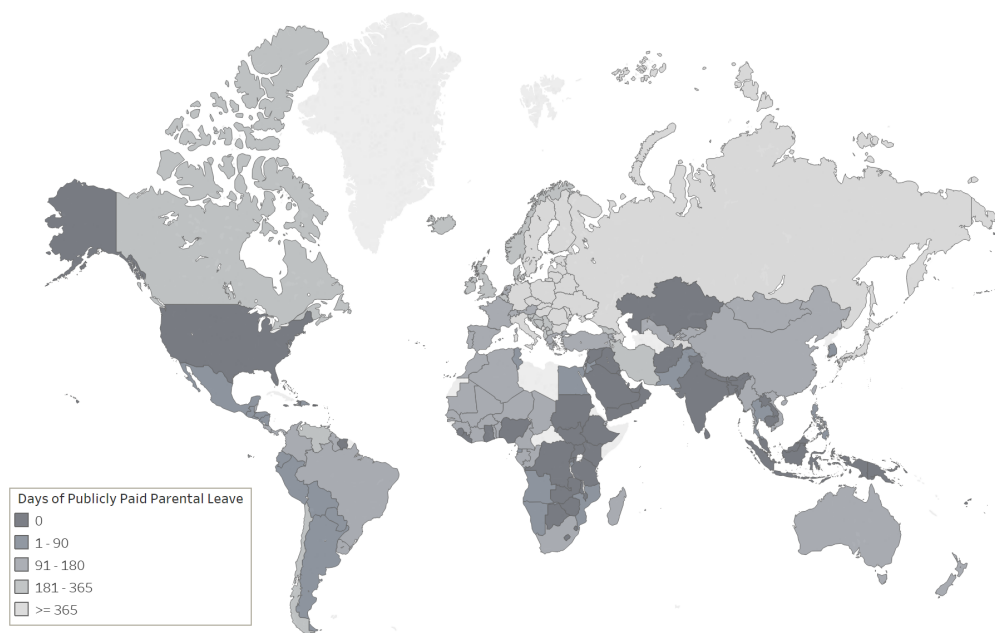 Days of Publicly Paid Parental Leave
0
1 - 90
91 - 180
181 - 365
>= 365